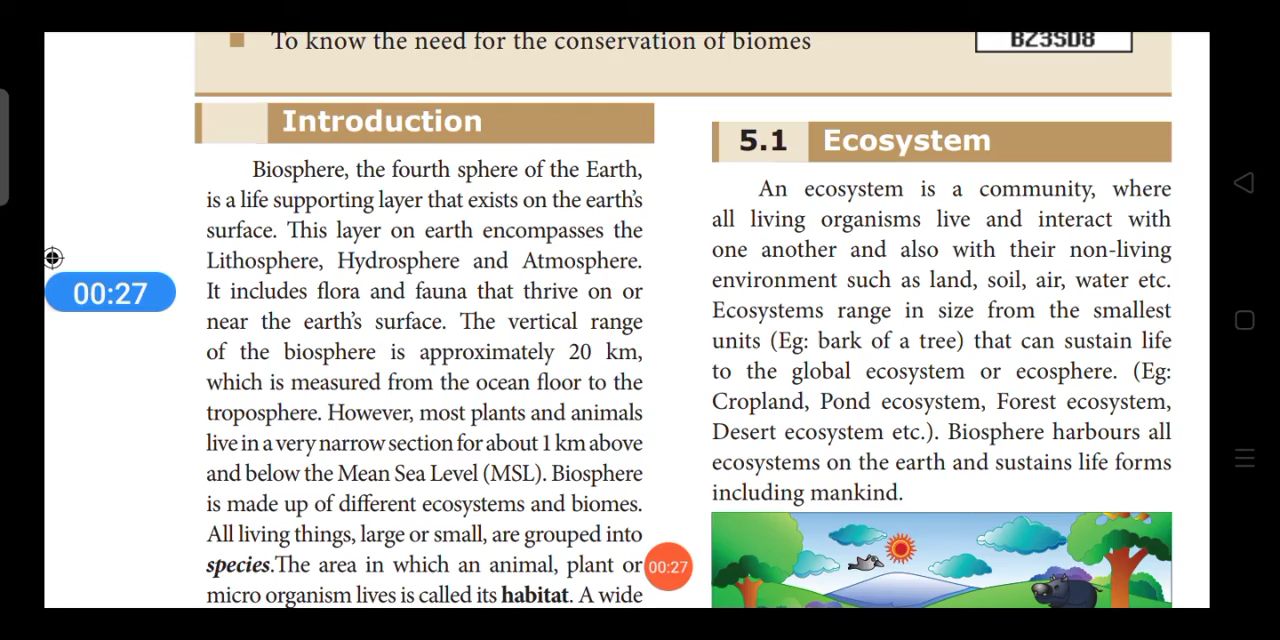 To know the need for the conservation of biomes
BZ3SD8
Introduction
Biosphere, the fourth sphere of the Earth,
is a life supporting layer that exists on the earth's
surface. This layer on earth encompasses the
Lithosphere, Hydrosphere and Atmosphere.
It includes flora and fauna that thrive on or
near the earth's surface. The vertical range
of the biosphere is approximately 20 km,
which is measured from the ocean floor to the
troposphere. However, most plants and animals
live in a very narrow section for about 1 km above
and below the Mean Sea Level (MSL). Biosphere
is made up of different ecosystems and biomes.
All living things, large or small, are grouped into
species.The area in which an animal, plant or
micro organism lives is called its habitat. A wide
5.1 Ecosystem
An ecosystem is a community, where
all living organisms live and interact with
one another and also with their non-living
environment such as land, soil, air, water etc.
Ecosystems range in size from the smallest
units (Eg: bark of a tree) that can sustain life
to the global ecosystem or ecosphere. (Eg:
Cropland, Pond ecosystem, Forest ecosystem,
Desert ecosystem etc.). Biosphere harbours all
ecosystems on the earth and sustains life forms
including mankind.
00:27
00:27